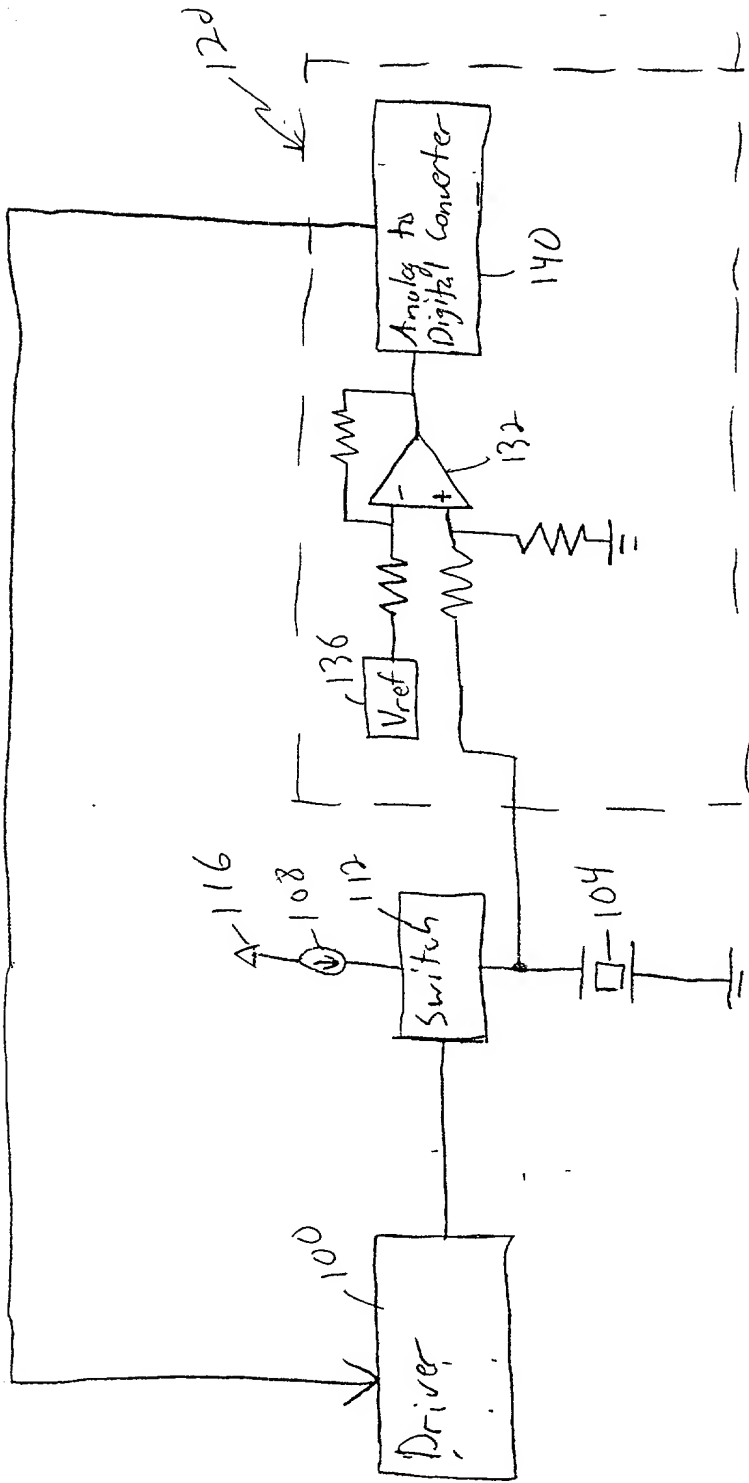 120
Analog to
Digital Converter
140
132
-
+
136
Vref
116
108
112
Switch
104
100
Driver